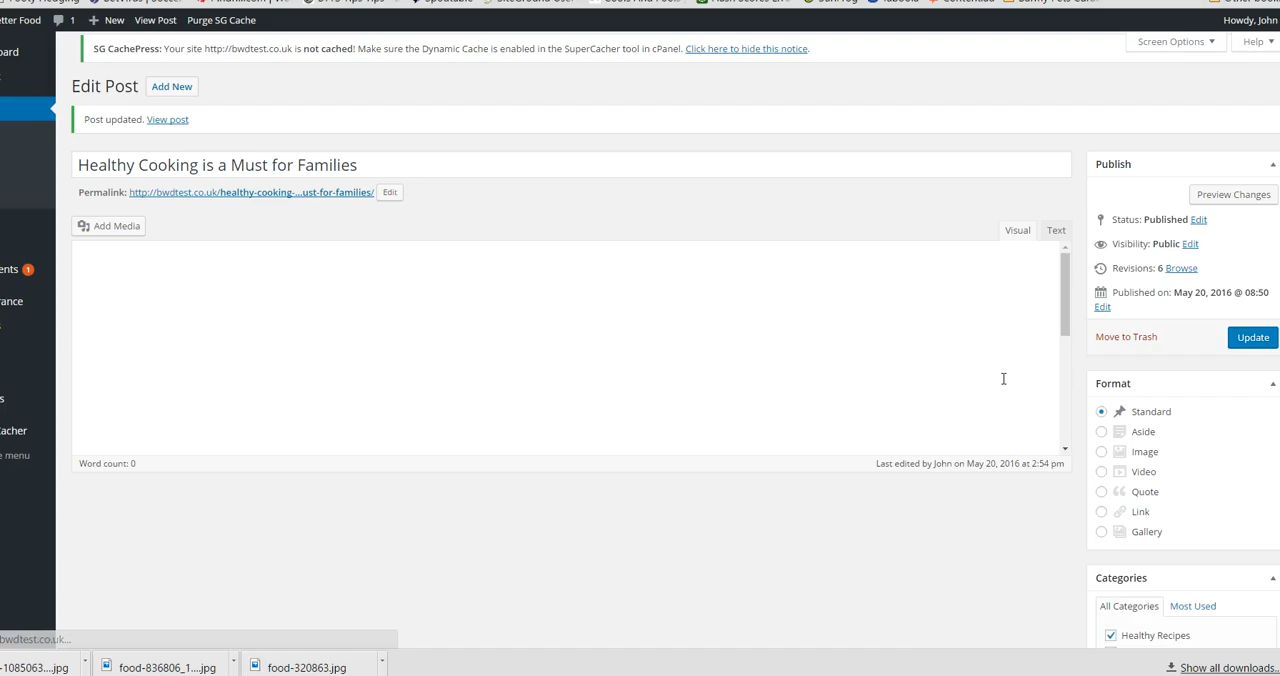 etter Food 1 New View Post Purge SG Cache Howdy, John
SG CachePress: Your site http://bwdtest.co.uk is not cached! Make sure the Dynamic Cache is enabled in the SuperCacher tool in cPanel. Click here to hide this notice.
Screen Options Help
oard
Edit Post Add New
Post updated. View post
Healthy Cooking is a Must for Families
Permalink: http://bwdtest.co.uk/healthy-cooking-...ust-for-families/ Edit
Add Media
Visual Text
Publish
Preview Changes
Status: Published Edit
Visibility: Public Edit
Revisions: 6 Browse
Published on: May 20, 2016 @ 08:50
Edit
Move to Trash Update
ents 1
rance
s
s
acher
e menu
Word count: 0 Last edited by John on May 20, 2016 at 2:54 pm
Format
Standard
Aside
Image
Video
Quote
Link
Gallery
Categories
All Categories Most Used
Healthy Recipes
bwdtest.co.uk...
-1085063....jpg food-836806_1....jpg food-320863.jpg Show all downloads...